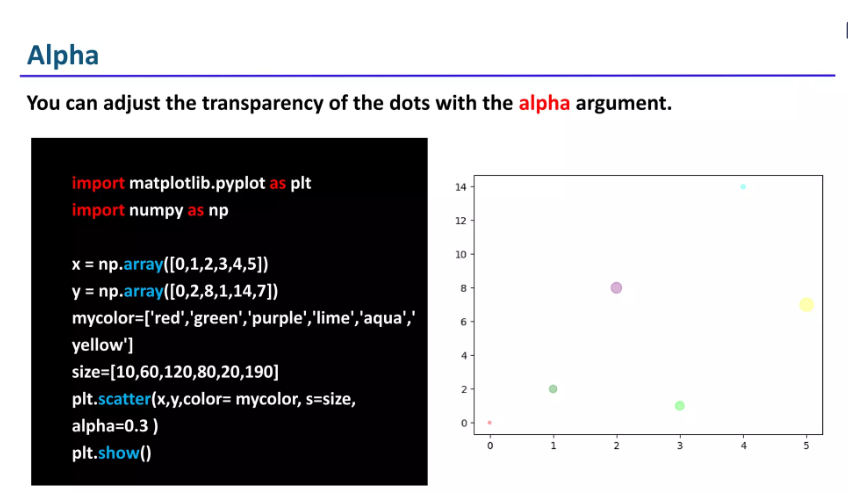 Alpha
You can adjust the transparency of the dots with the alpha argument.
import matplotlib.pyplot as plt
import numpy as np
x = np.array([0,1,2,3,4,5])
y = np.array([0,2,8,1,14,7])
mycolor=['red','green','purple','lime','aqua','
yellow']
size=[10,60,120,80,20,190]
plt.scatter(x,y,color= mycolor, s=size,
alpha=0.3 )
plt.show()
14
12
10
8
6
4
2
0
0 1 2 3 4 5